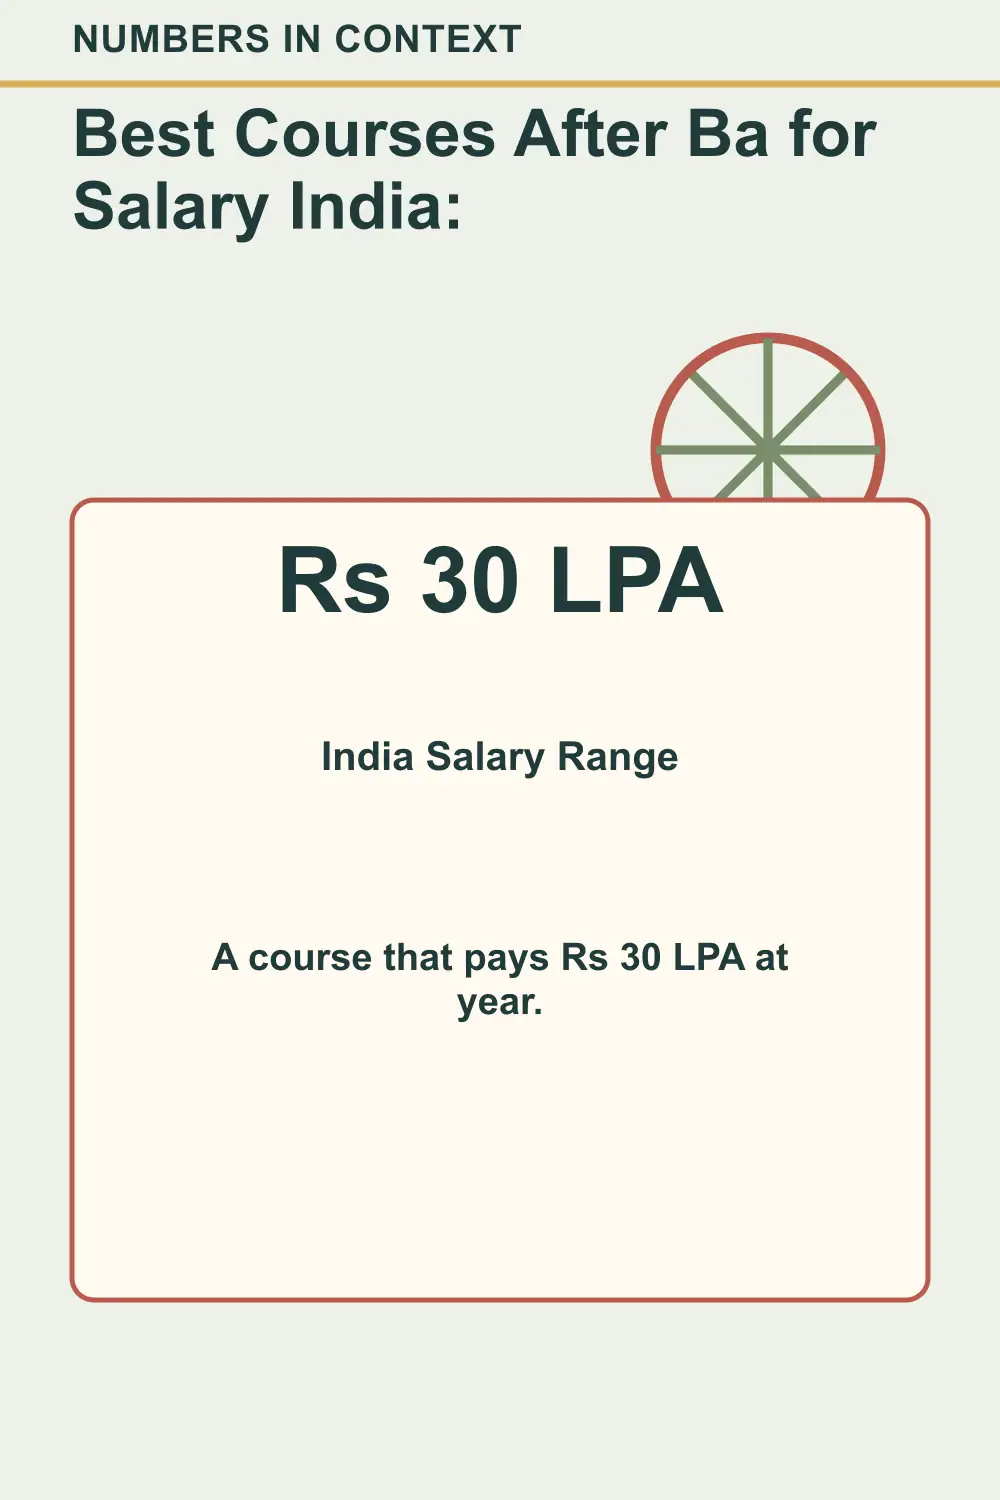 NUMBERS IN CONTEXT
Best Courses After Ba for
Salary India:
Rs 30 LPA
India Salary Range
A course that pays Rs 30 LPA at
year.